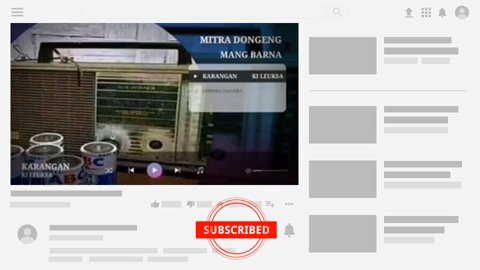 MITRA DONGENG
MANG BARNA
KARANGAN KI LEUKSA
KARANGAN
KI LEUKSA
SUBSCRIBED